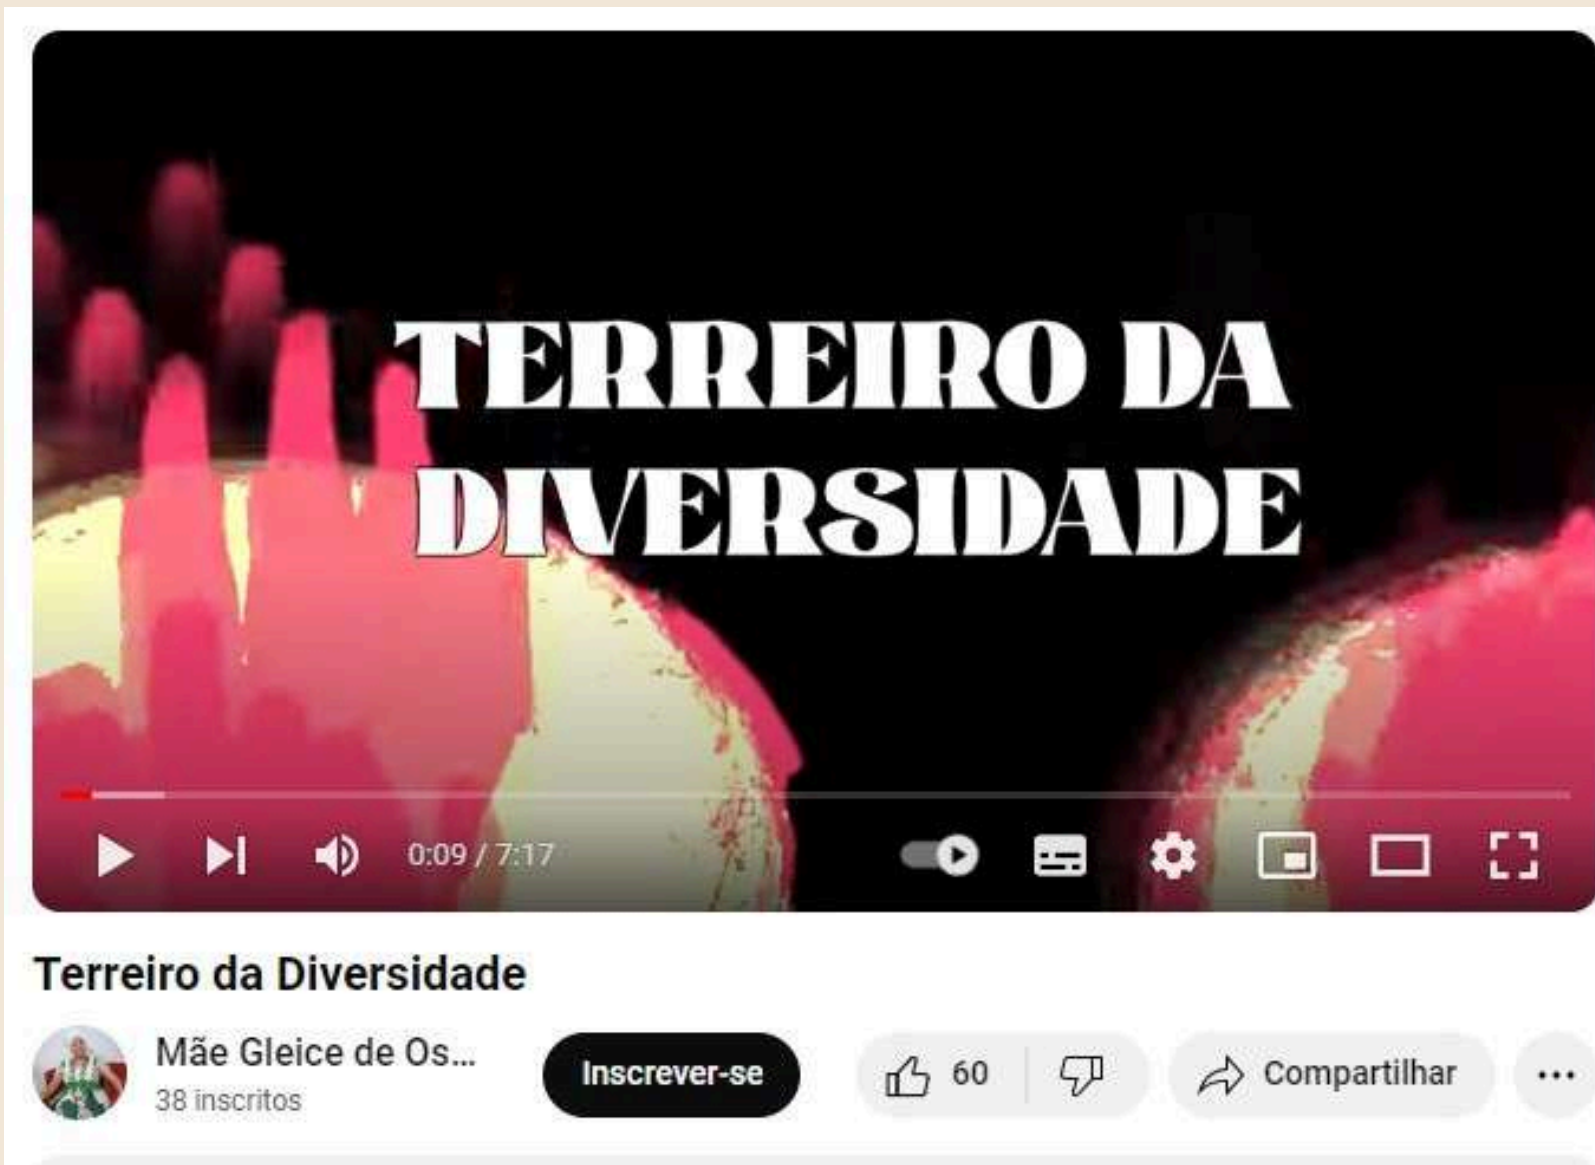 TERREIRO DA
DIVERSIDADE
0:09 / 7:17
Terreiro da Diversidade
Mãe Gleice de Os...
38 inscritos
Inscrever-se
60
Compartilhar